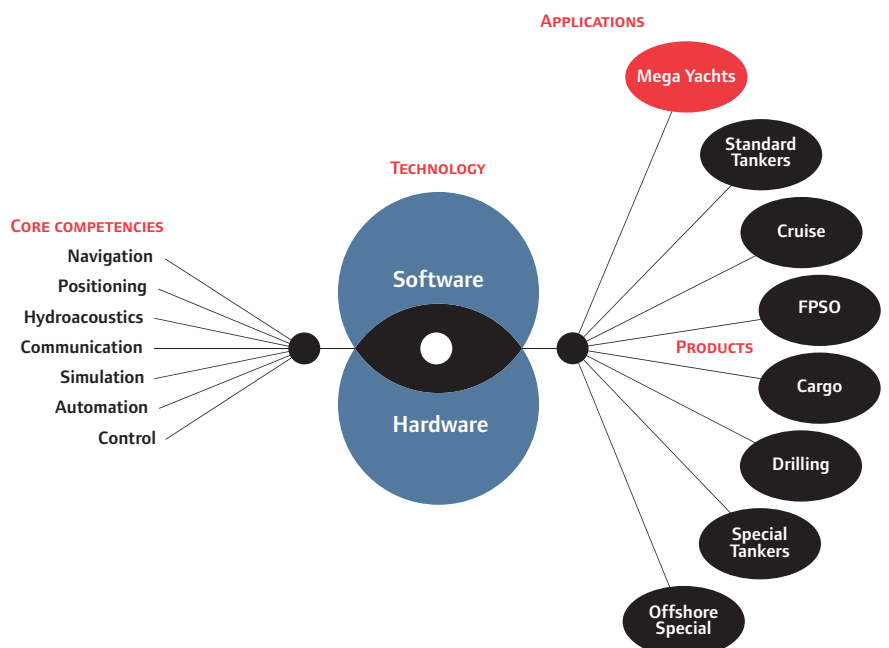 APPLICATIONS
Mega Yachts
Standard
Tankers
TECHNOLOGY
CORE COMPETENCIES
Navigation
Positioning
Hydroacoustics
Communication
Simulation
Automation
Control
Software
Hardware
Cruise
FPSO
PRODUCTS
Cargo
Drilling
Special
Tankers
Offshore
Special